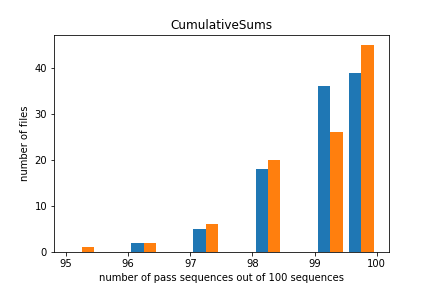 CumulativeSums
number of files
40
30
20
10
0
95 96 97 98 99 100
number of pass sequences out of 100 sequences